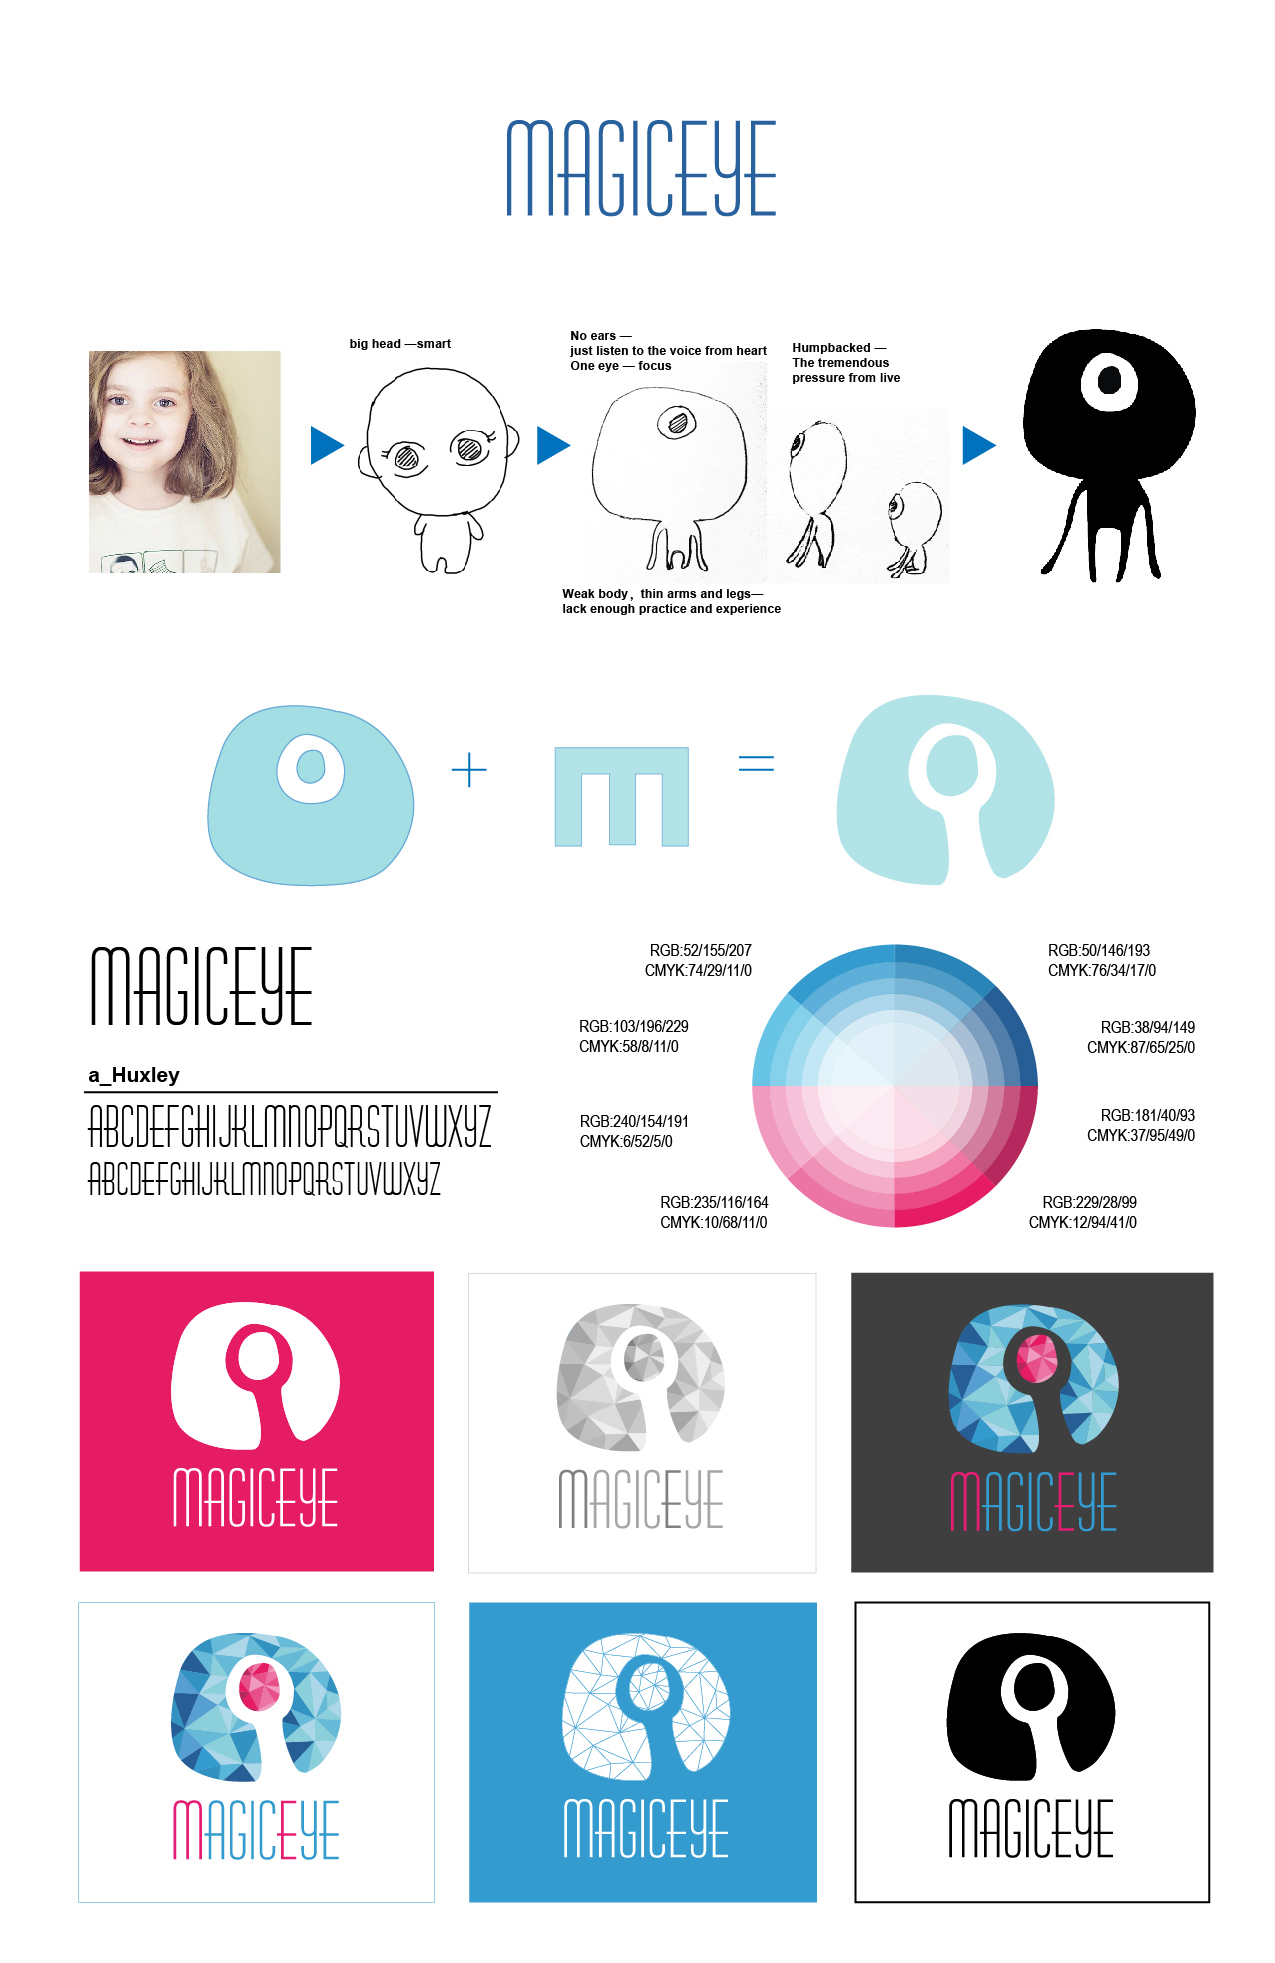 MAGICEYE
big head —smart
No ears —
just listen to the voice from heart
One eye — focus
Humpbacked —
The tremendous
pressure from live
Weak body，thin arms and legs—
lack enough practice and experience
m
MAGICEYE
a_Huxley
ABCDEFGHIJKLMNOPQRSTUVWXYZ
ABCDEFGHIJKLMNOPQRSTUVWXYZ
RGB:52/155/207
CMYK:74/29/11/0
RGB:50/146/193
CMYK:76/34/17/0
RGB:103/196/229
CMYK:58/8/11/0
RGB:38/94/149
CMYK:87/65/25/0
RGB:240/154/191
CMYK:6/52/5/0
RGB:181/40/93
CMYK:37/95/49/0
RGB:235/116/164
CMYK:10/68/11/0
RGB:229/28/99
CMYK:12/94/41/0
MAGICEYE
MAGICEYE
MAGICEYE
MAGICEYE
MAGICEYE
MAGICEYE